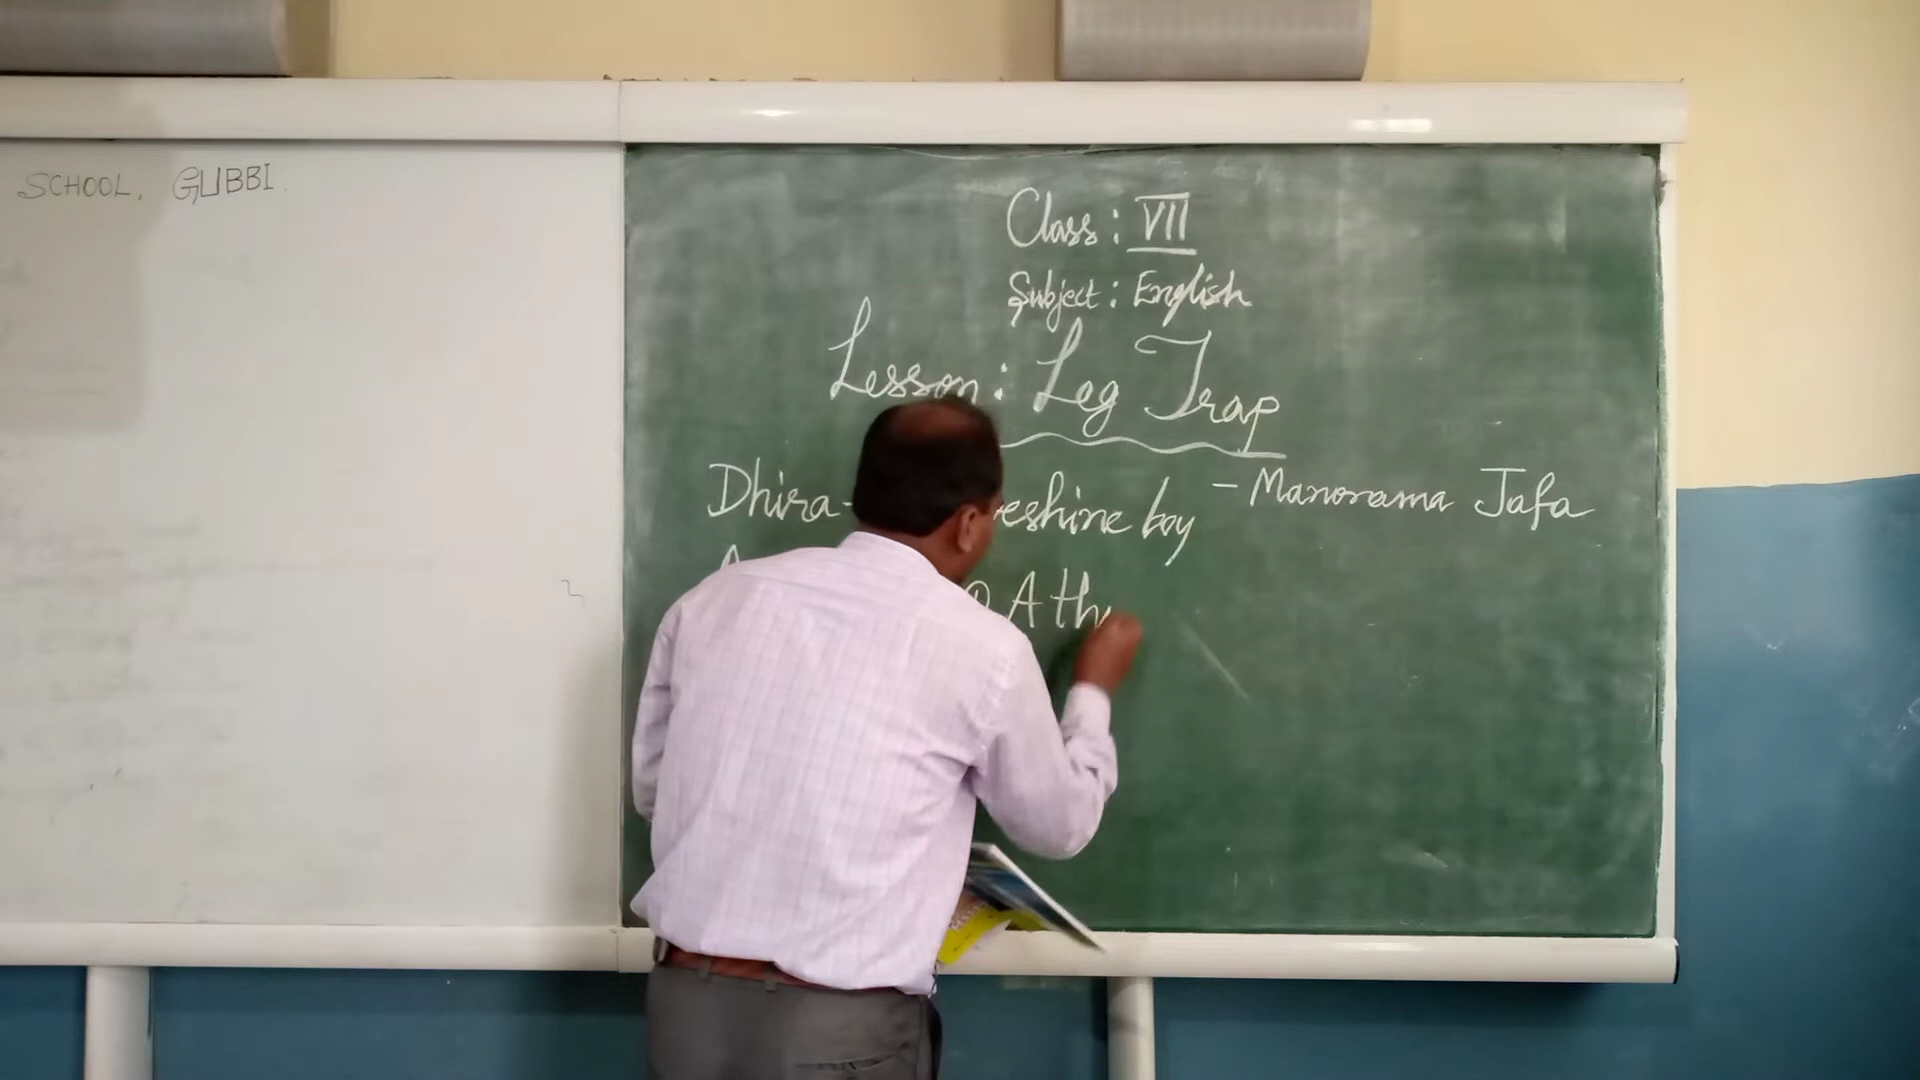 SCHOOL, GUBBI.
Class: VII
Subject: English
Lesson: Leg Trap
- Manorama Jafa
Dhira- eshine boy
A Ath